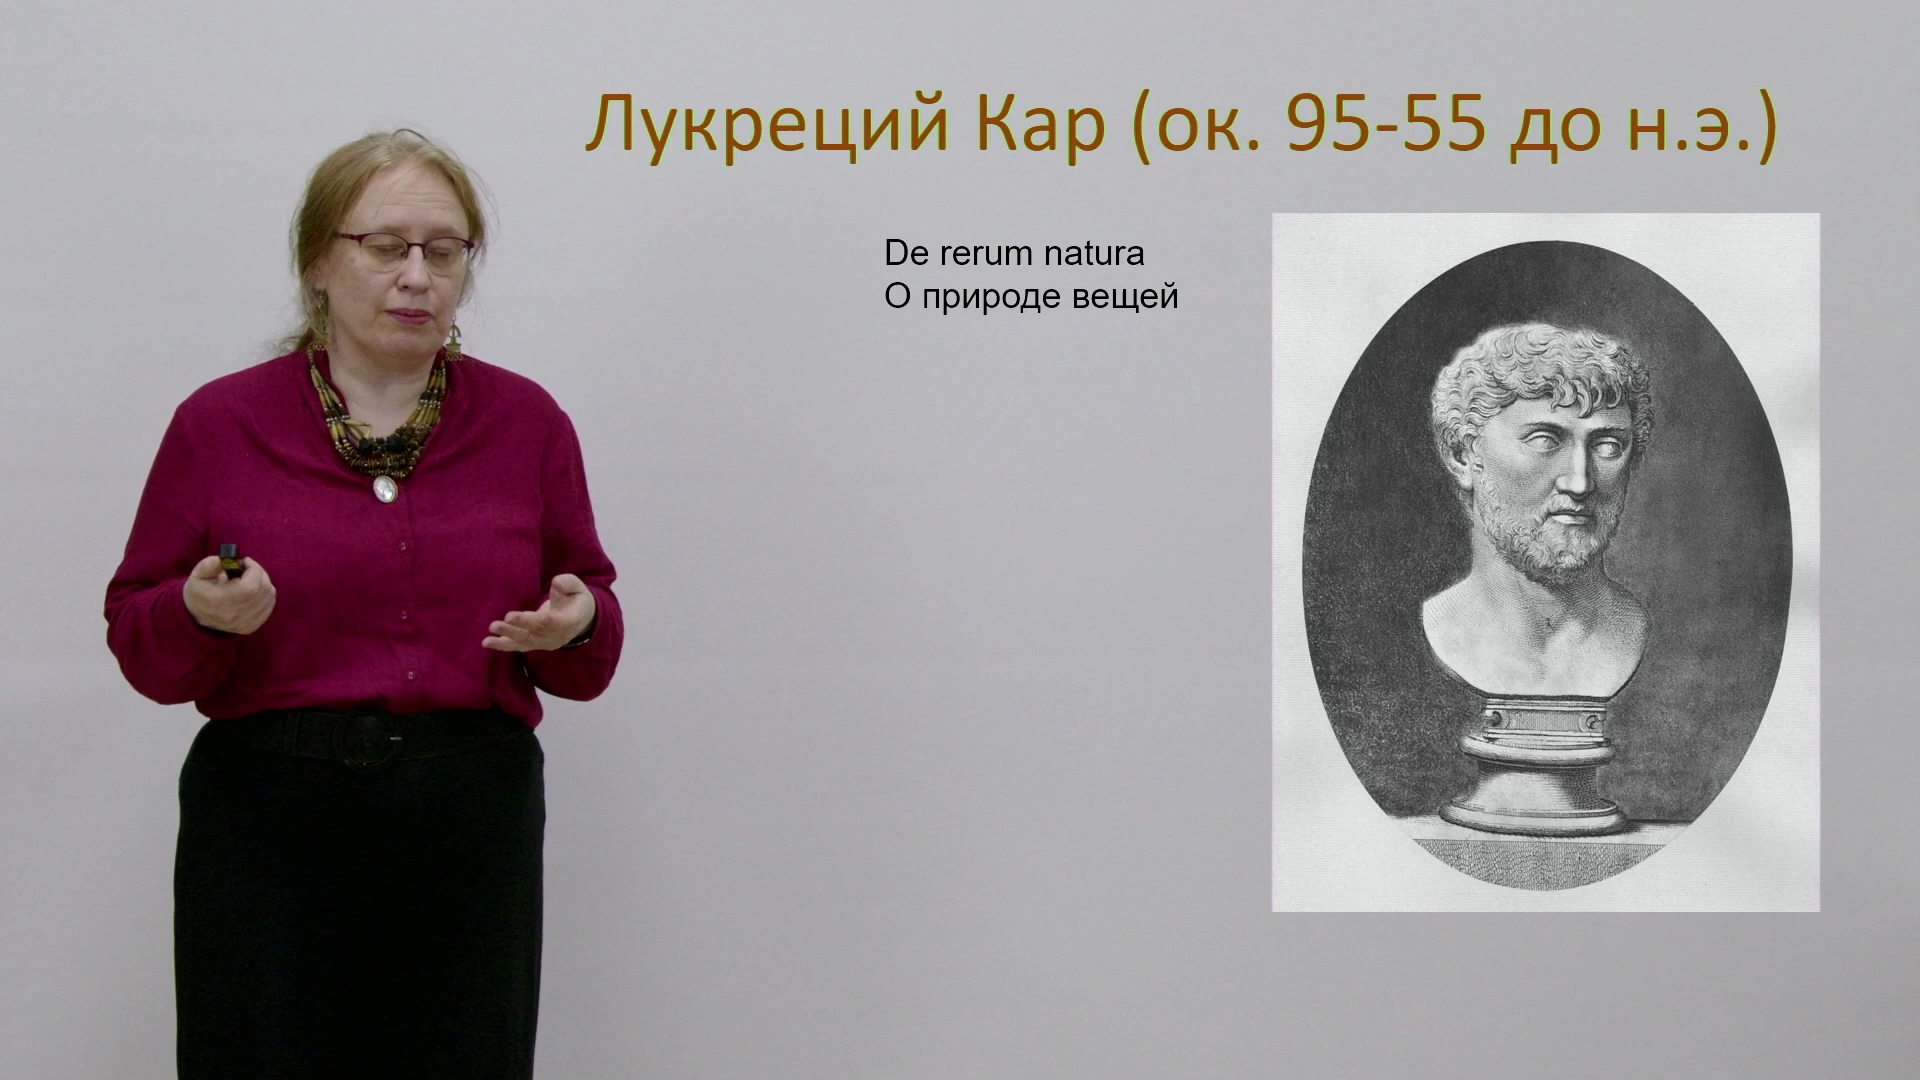 Лукреций Кар (ок. 95-55 до н.э.)
De rerum natura
О природе вещей